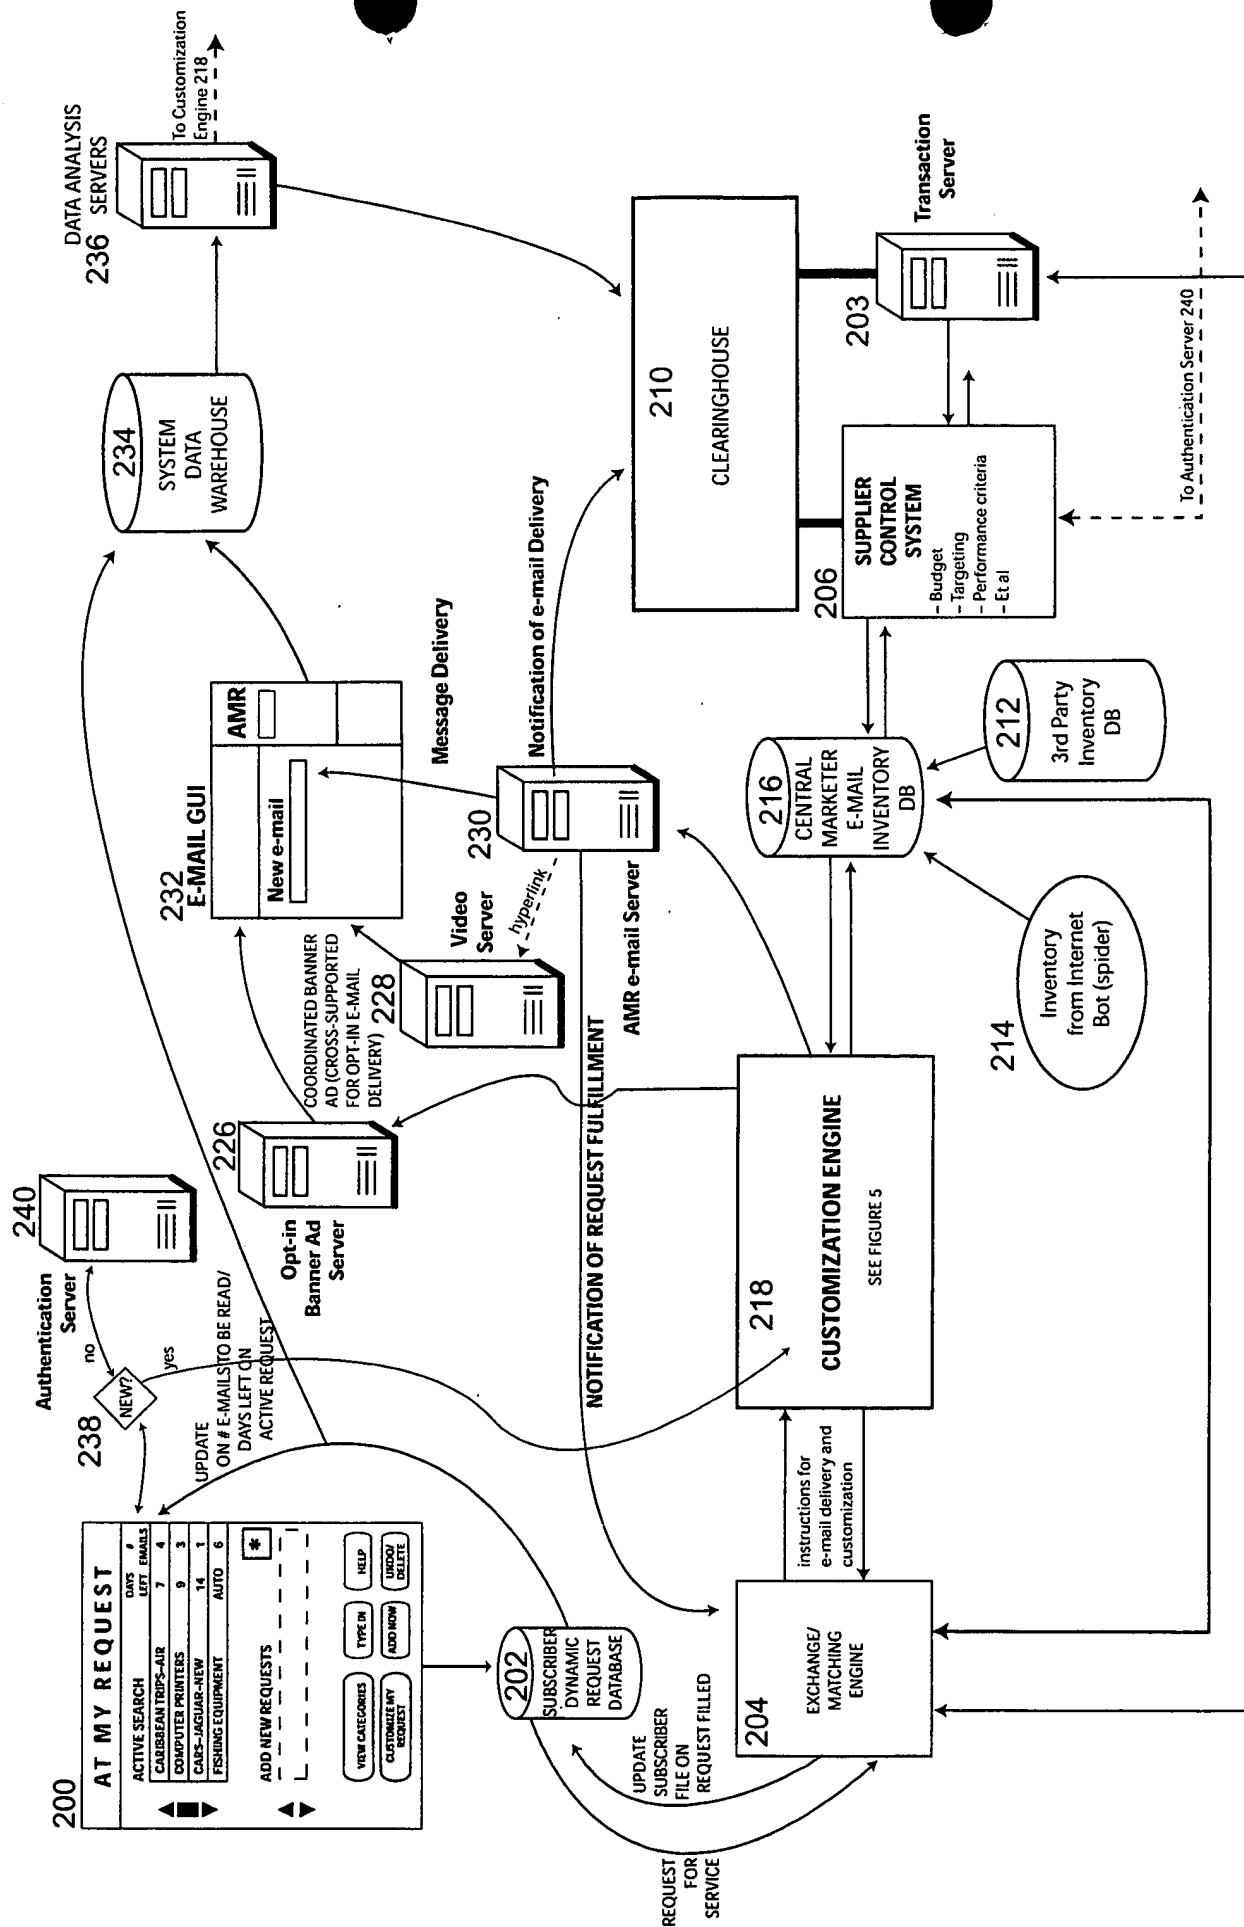 200
AT MY REQUEST
ACTIVE SEARCH
DAYS LEFT
# EMAILS
CARIBBEAN TRIPS–AIR 7 4
COMPUTER PRINTERS 9 3
CARS–JAGUAR–NEW 14 1
FISHING EQUIPMENT AUTO 6
ADD NEW REQUESTS
*
VIEW CATEGORIES
TYPE IN
HELP
CUSTOMIZE MY
REQUEST
ADD NOW
UNDO/
DELETE
238
NEW?
no
yes
Authentication
Server
240
UPDATE
ON # E-MAILS TO BE READ/
DAYS LEFT ON
ACTIVE REQUEST
Opt-in
Banner Ad
Server
226
COORDINATED BANNER
AD (CROSS-SUPPORTED
FOR OPT-IN E-MAIL
DELIVERY)
232
E-MAIL GUI
New e-mail
AMR
228
Video
Server
hyperlink
230
AMR e-mail Server
Message Delivery
Notification of e-mail Delivery
234
SYSTEM
DATA
WAREHOUSE
DATA ANALYSIS
SERVERS
236
To Customization
Engine 218
202
SUBSCRIBER
DYNAMIC
REQUEST
DATABASE
NOTIFICATION OF REQUEST FULFILLMENT
UPDATE
SUBSCRIBER
FILE ON
REQUEST FILLED
REQUEST
FOR
SERVICE
204
EXCHANGE/
MATCHING
ENGINE
instructions for
e-mail delivery and
customization
218
CUSTOMIZATION ENGINE
SEE FIGURE 5
216
CENTRAL
MARKETER
E-MAIL
INVENTORY
DB
214
Inventory
from Internet
Bot (spider)
212
3rd Party
Inventory
DB
210
CLEARINGHOUSE
206
SUPPLIER
CONTROL
SYSTEM
– Budget
– Targeting
– Performance criteria
– Et al
203
Transaction
Server
To Authentication Server 240